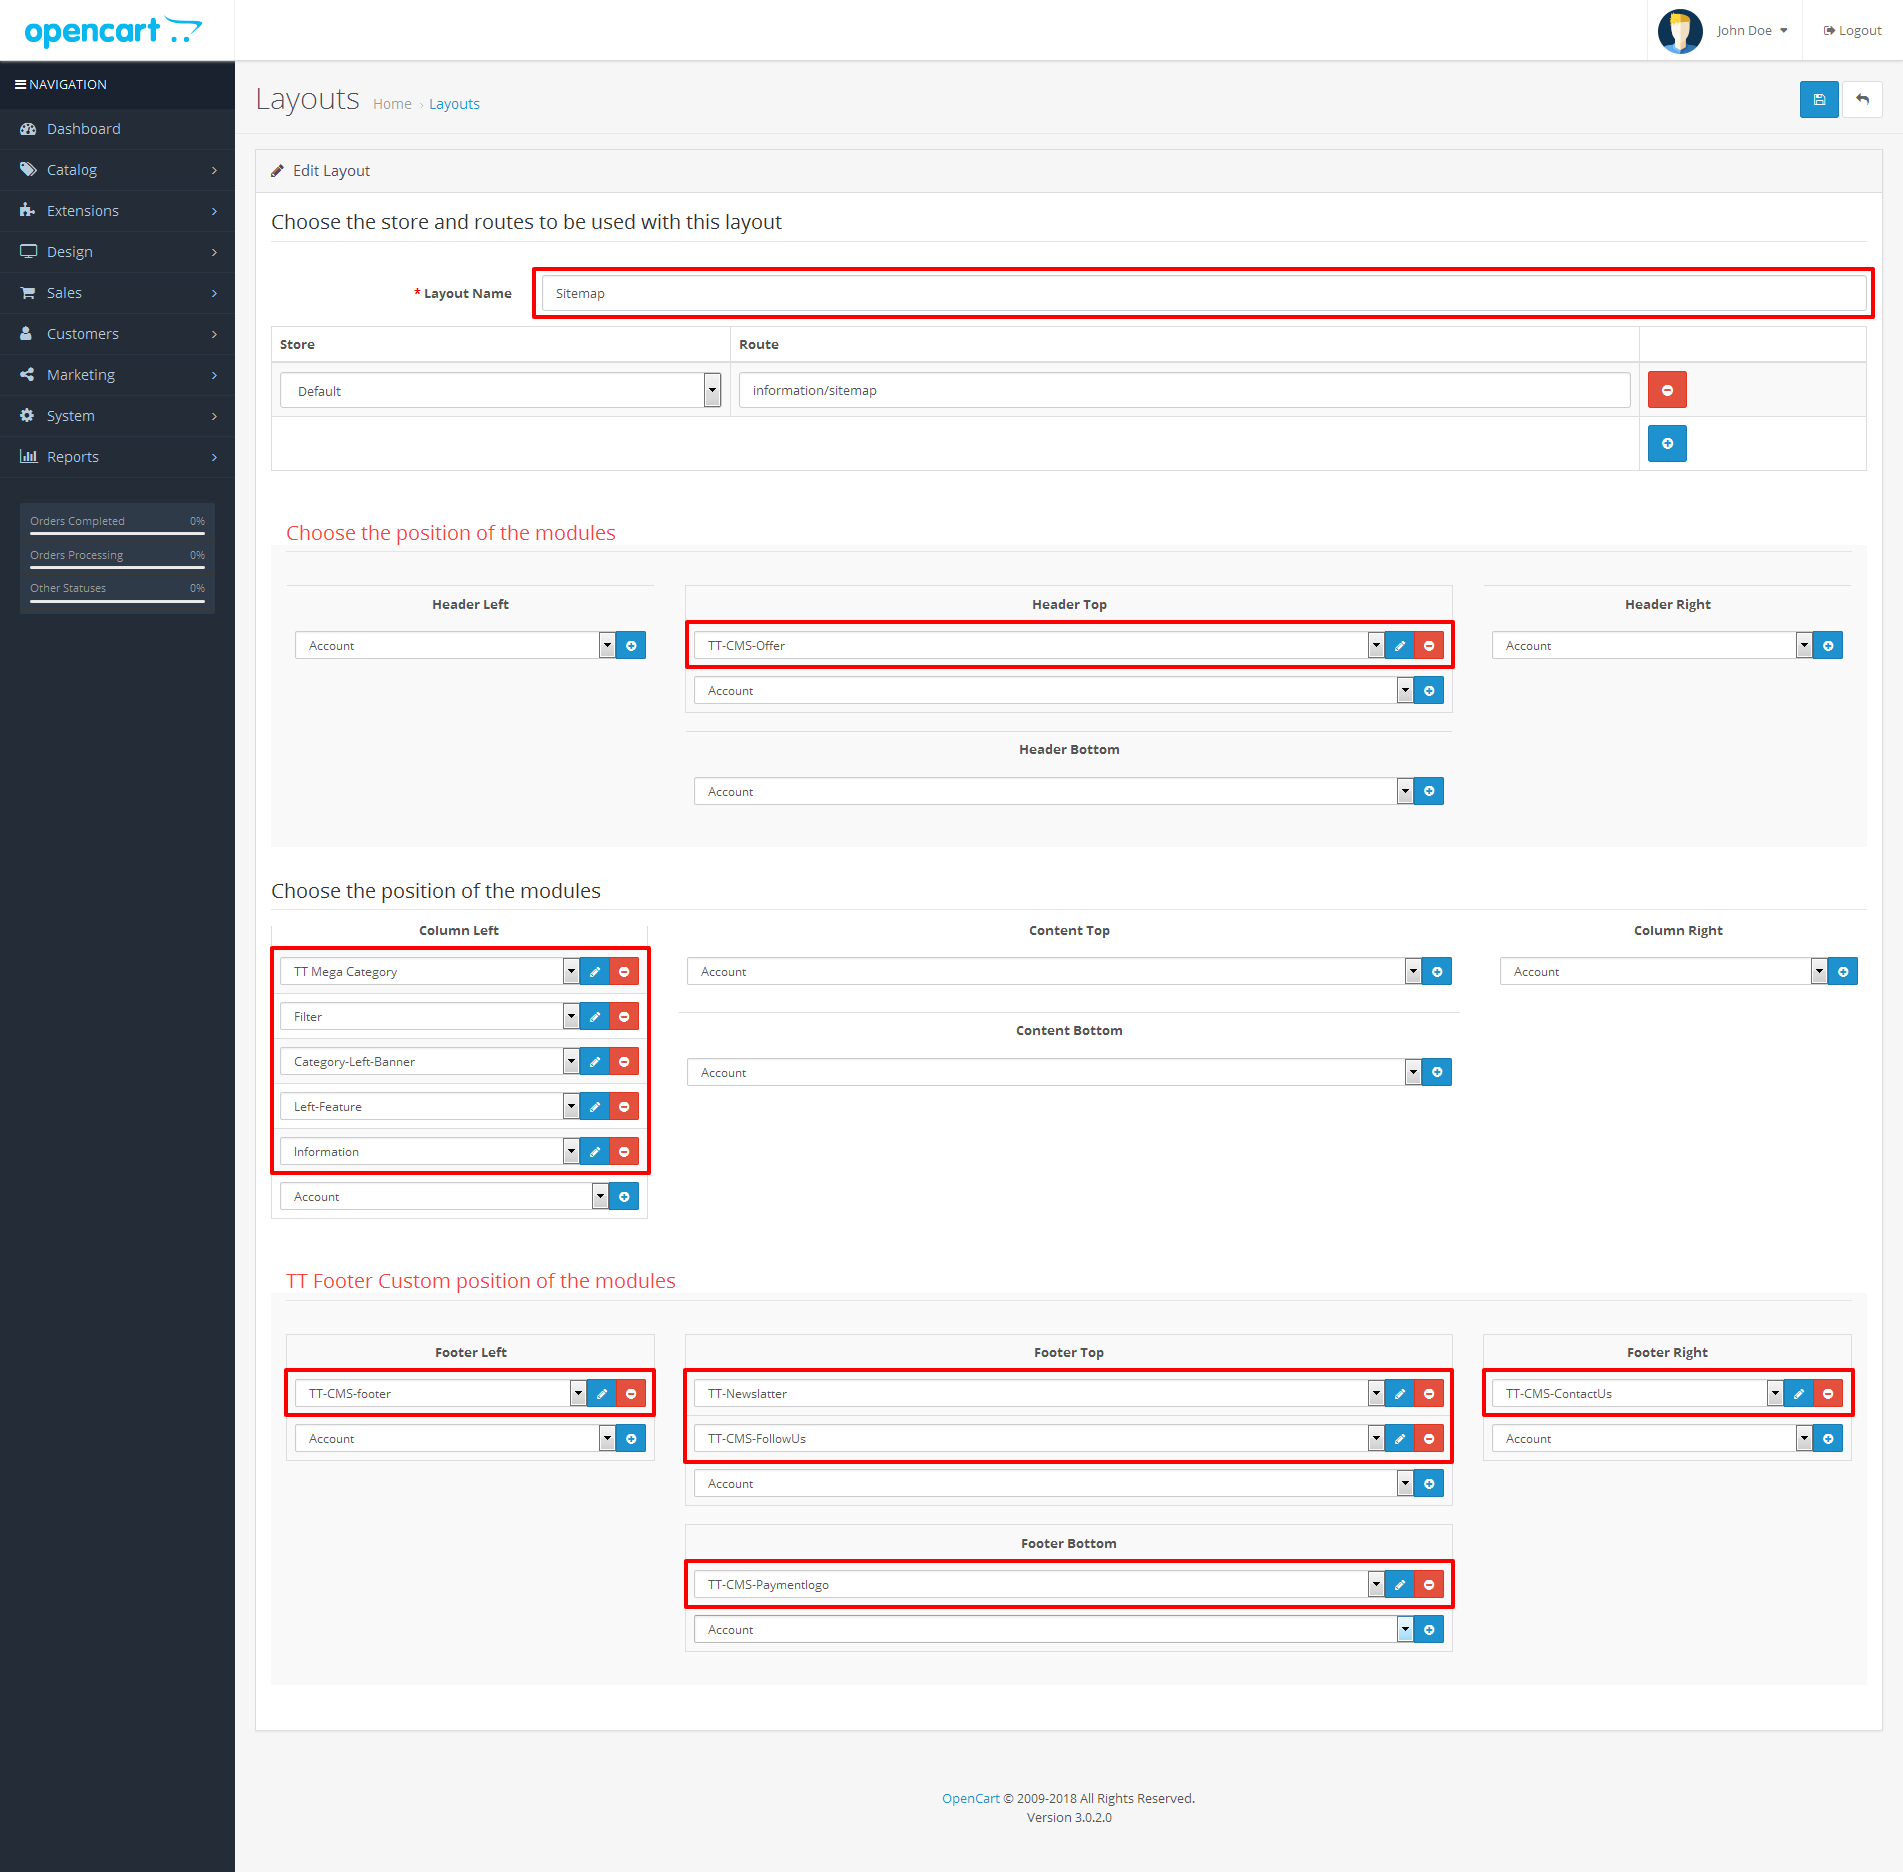 opencart
John Doe
Logout
NAVIGATION
Dashboard
Catalog
Extensions
Design
Sales
Customers
Marketing
System
Reports
Orders Completed 0%
Orders Processing 0%
Other Statuses 0%
Layouts Home › Layouts
Edit Layout
Choose the store and routes to be used with this layout
* Layout Name Sitemap
Store Route
Default information/sitemap
Choose the position of the modules
Header Left
Account
Header Top
TT-CMS-Offer
Account
Header Bottom
Account
Header Right
Account
Choose the position of the modules
Column Left
TT Mega Category
Filter
Category-Left-Banner
Left-Feature
Information
Account
Content Top
Account
Content Bottom
Account
Column Right
Account
TT Footer Custom position of the modules
Footer Left
TT-CMS-footer
Account
Footer Top
TT-Newslatter
TT-CMS-FollowUs
Account
Footer Bottom
TT-CMS-Paymentlogo
Account
Footer Right
TT-CMS-ContactUs
Account
OpenCart © 2009-2018 All Rights Reserved.
Version 3.0.2.0